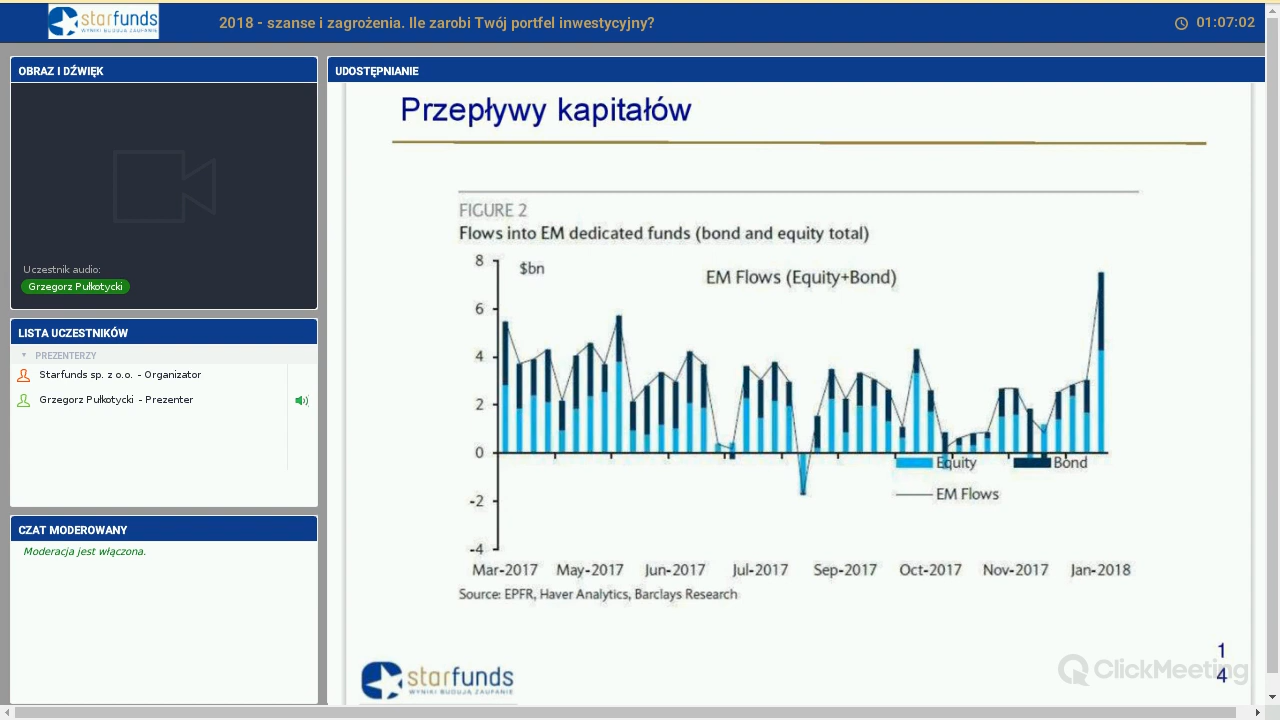 starfunds
WYNIKI BUDUJĄ ZAUFANIE
2018 - szanse i zagrożenia. Ile zarobi Twój portfel inwestycyjny?
01:07:02
OBRAZ I DŹWIĘK
Uczestnik audio:
Grzegorz Pułkotycki
LISTA UCZESTNIKÓW
PREZENTERZY
Starfunds sp. z o.o. - Organizator
Grzegorz Pułkotycki - Prezenter
CZAT MODEROWANY
Moderacja jest włączona.
UDOSTĘPNIANIE
Przepływy kapitałów
FIGURE 2
Flows into EM dedicated funds (bond and equity total)
$bn
EM Flows (Equity+Bond)
8
6
4
2
0
-2
-4
Equity
Bond
EM Flows
Mar-2017 May-2017 Jun-2017 Jul-2017 Sep-2017 Oct-2017 Nov-2017 Jan-2018
Source: EPFR, Haver Analytics, Barclays Research
starfunds
WYNIKI BUDUJĄ ZAUFANIE
ClickMeeting
1
4